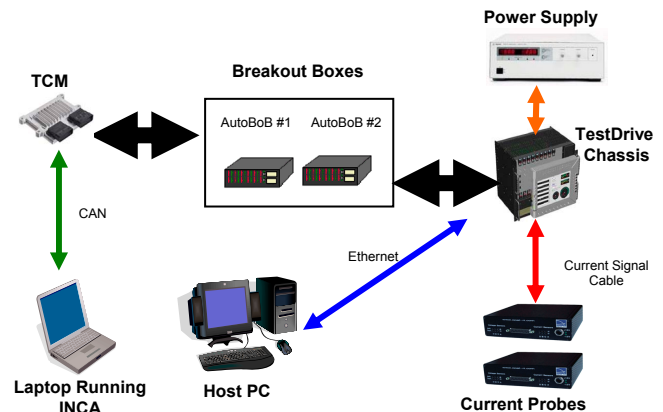 Power Supply
Breakout Boxes
TCM
AutoBoB #1 AutoBoB #2
TestDrive
Chassis
CAN
Ethernet
Current Signal
Cable
Laptop Running
INCA
Host PC
Current Probes